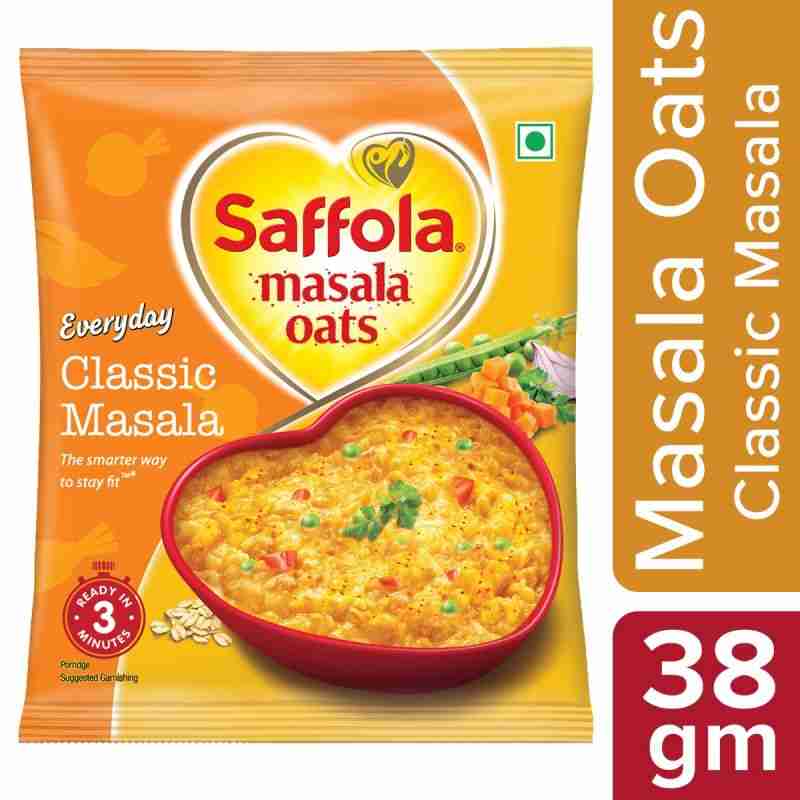 Saffola®
masala
oats
Everyday
Classic
Masala
The smarter way
to stay fit™*
READY IN
3
MINUTES
Porridge
Suggested Garnishing
Masala Oats
Classic Masala
38
gm